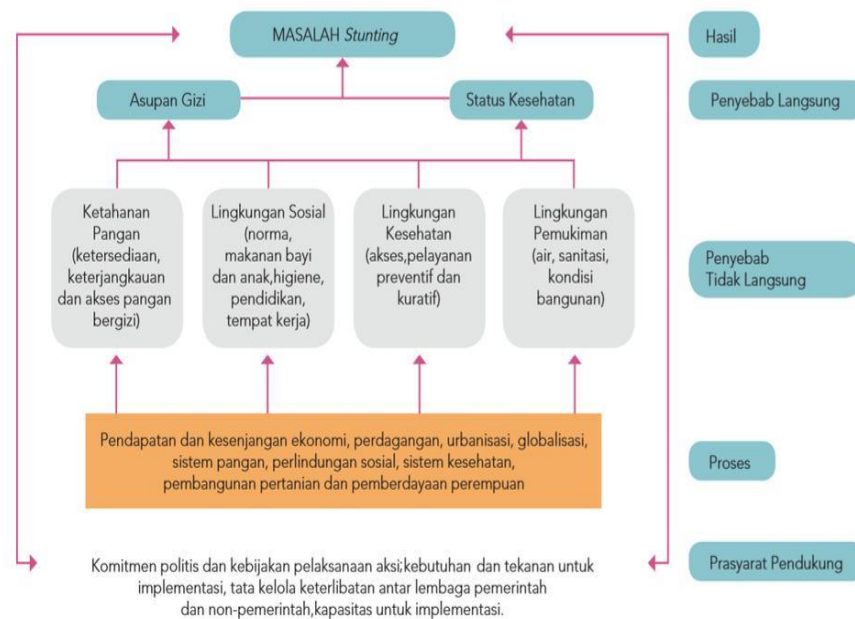 MASALAH Stunting
Hasil
Asupan Gizi
Status Kesehatan
Penyebab Langsung
Ketahanan
Pangan
(ketersediaan,
keterjangkauan
dan akses pangan
bergizi)
Lingkungan Sosial
(norma,
makanan bayi
dan anak,higiene,
pendidikan,
tempat kerja)
Lingkungan
Kesehatan
(akses,pelayanan
preventif dan
kuratif)
Lingkungan
Pemukiman
(air, sanitasi,
kondisi
bangunan)
Penyebab
Tidak Langsung
Pendapatan dan kesenjangan ekonomi, perdagangan, urbanisasi, globalisasi,
sistem pangan, perlindungan sosial, sistem kesehatan,
pembangunan pertanian dan pemberdayaan perempuan
Proses
Komitmen politis dan kebijakan pelaksanaan aksi;kebutuhan dan tekanan untuk
implementasi, tata kelola keterlibatan antar lembaga pemerintah
dan non-pemerintah,kapasitas untuk implementasi.
Prasyarat Pendukung